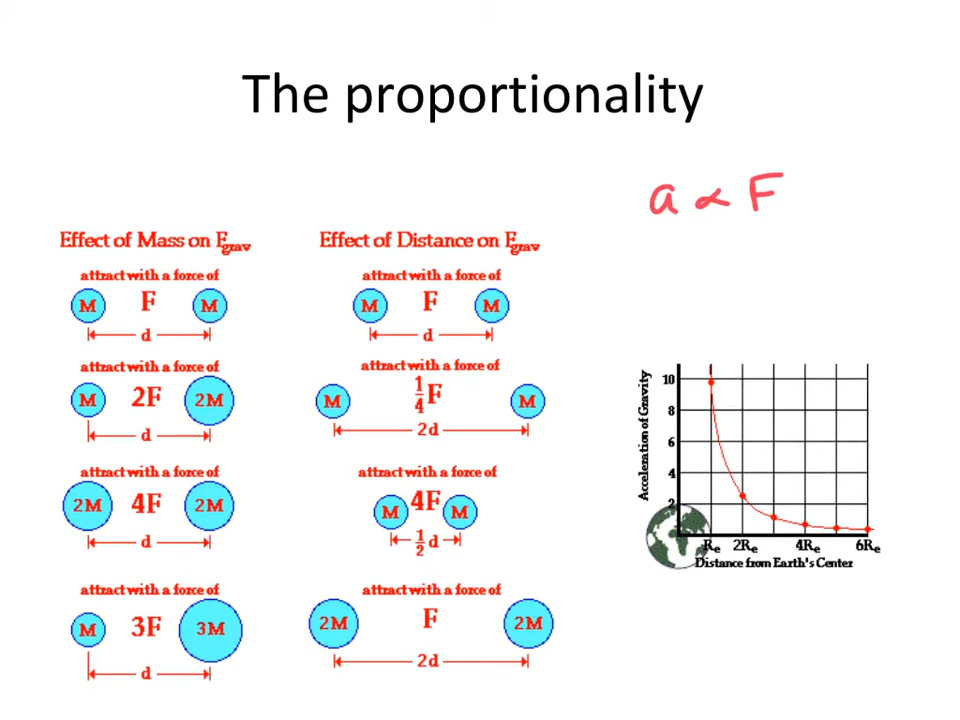 The proportionality
a ∝ F
Effect of Mass on Fgrav
attract with a force of
M F M
d
attract with a force of
M 2F 2M
d
attract with a force of
2M 4F 2M
d
attract with a force of
M 3F 3M
d
Effect of Distance on Fgrav
attract with a force of
M F M
d
attract with a force of
M 1/4 F M
2d
attract with a force of
M 4F M
1/2 d
attract with a force of
2M F 2M
2d
Acceleration of Gravity
10
8
6
4
2
Re 2Re 4Re 6Re
Distance from Earth's Center